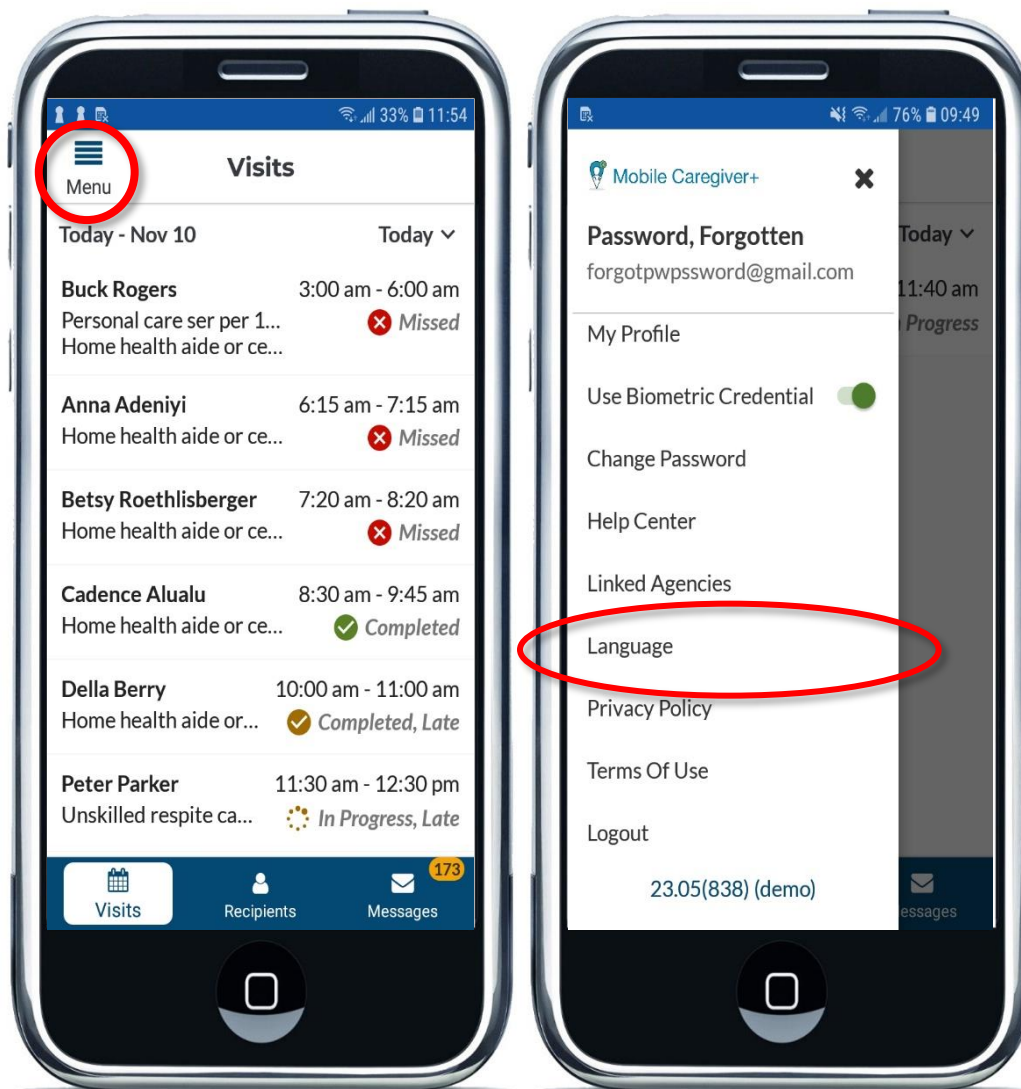 33% 11:54
Menu
Visits
Today - Nov 10 Today
Buck Rogers 3:00 am - 6:00 am
Personal care ser per 1... Missed
Home health aide or ce...
Anna Adeniyi 6:15 am - 7:15 am
Home health aide or ce... Missed
Betsy Roethlisberger 7:20 am - 8:20 am
Home health aide or ce... Missed
Cadence Alualu 8:30 am - 9:45 am
Home health aide or ce... Completed
Della Berry 10:00 am - 11:00 am
Home health aide or... Completed, Late
Peter Parker 11:30 am - 12:30 pm
Unskilled respite ca... In Progress, Late
173
Visits Recipients Messages
76% 09:49
Mobile Caregiver+
Password, Forgotten
forgotpwpssword@gmail.com
My Profile
Use Biometric Credential
Change Password
Help Center
Linked Agencies
Language
Privacy Policy
Terms Of Use
Logout
23.05(838) (demo)
Today
11:40 am
Progress
essages